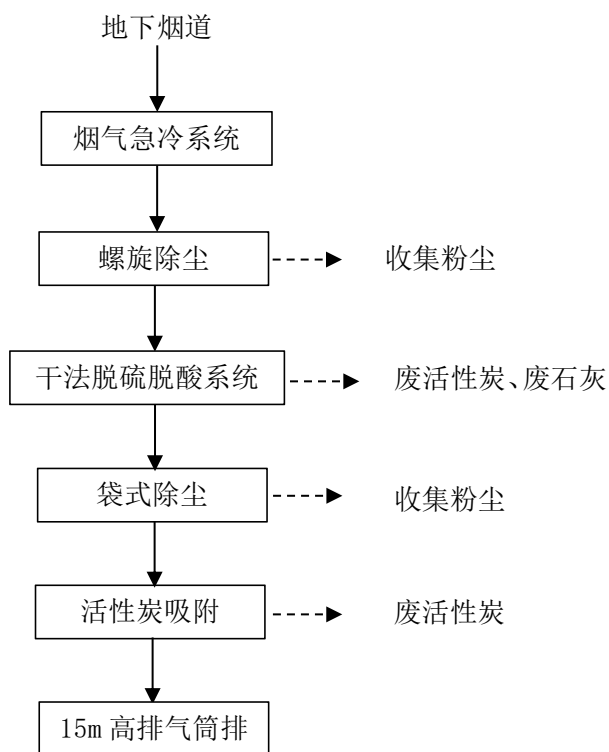 地下烟道
烟气急冷系统
螺旋除尘
收集粉尘
干法脱硫脱酸系统
废活性炭、废石灰
袋式除尘
收集粉尘
活性炭吸附
废活性炭
15m 高排气筒排